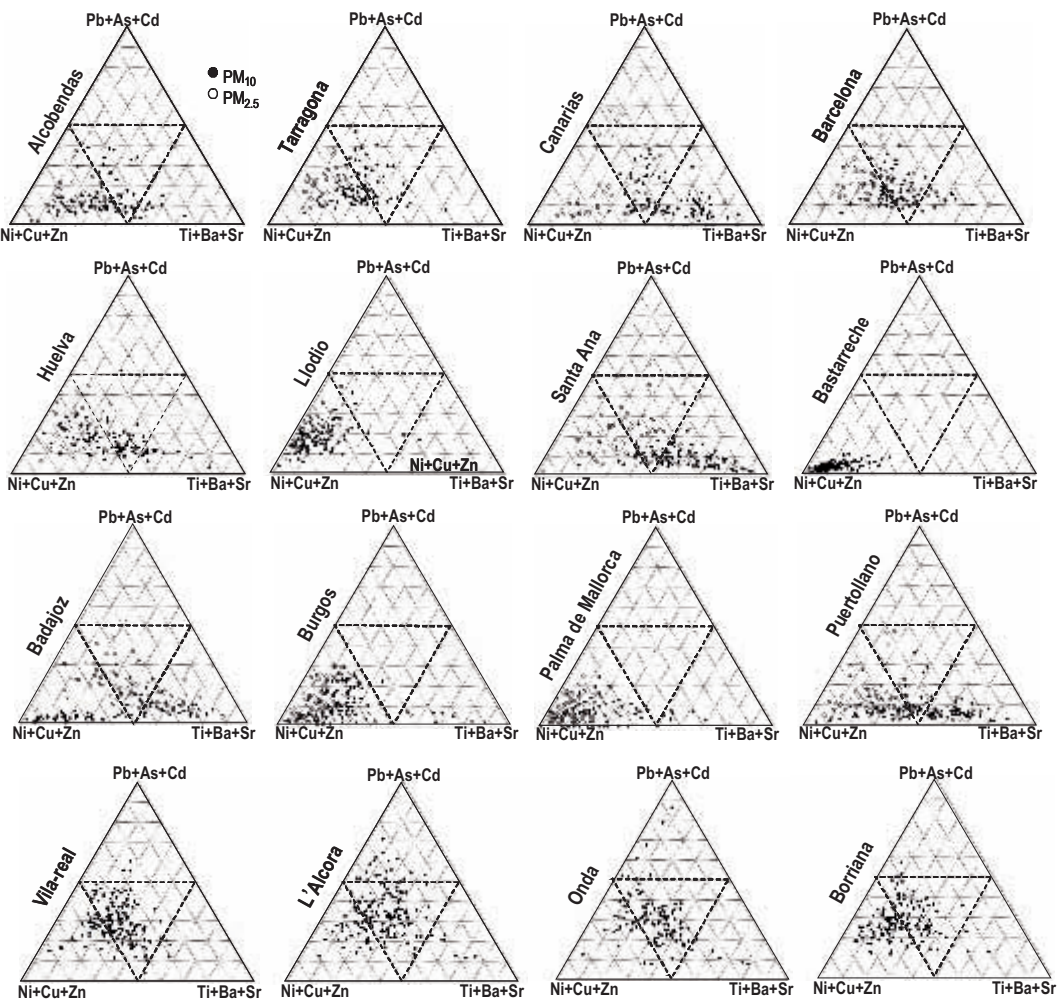 Pb+As+Cd
Alcobendas
PM10
PM2.5
Ni+Cu+Zn
Ti+Ba+Sr
Pb+As+Cd
Tarragona
Ni+Cu+Zn
Ti+Ba+Sr
Pb+As+Cd
Canarias
Ni+Cu+Zn
Ti+Ba+Sr
Pb+As+Cd
Barcelona
Ni+Cu+Zn
Ti+Ba+Sr
Pb+As+Cd
Huelva
Ni+Cu+Zn
Ti+Ba+Sr
Pb+As+Cd
Llodio
Ni+Cu+Zn
Ni+Cu+Zn
Ti+Ba+Sr
Pb+As+Cd
Santa Ana
Ni+Cu+Zn
Ti+Ba+Sr
Pb+As+Cd
Bastarreche
Ni+Cu+Zn
Ti+Ba+Sr
Pb+As+Cd
Badajoz
Ni+Cu+Zn
Ti+Ba+Sr
Pb+As+Cd
Burgos
Ni+Cu+Zn
Ti+Ba+Sr
Pb+As+Cd
Palma de Mallorca
Ni+Cu+Zn
Ti+Ba+Sr
Pb+As+Cd
Puertollano
Ni+Cu+Zn
Ti+Ba+Sr
Pb+As+Cd
Vila-real
Ni+Cu+Zn
Ti+Ba+Sr
Pb+As+Cd
L'Alcora
Ni+Cu+Zn
Ti+Ba+Sr
Pb+As+Cd
Onda
Ni+Cu+Zn
Ti+Ba+Sr
Pb+As+Cd
Borriana
Ni+Cu+Zn
Ti+Ba+Sr